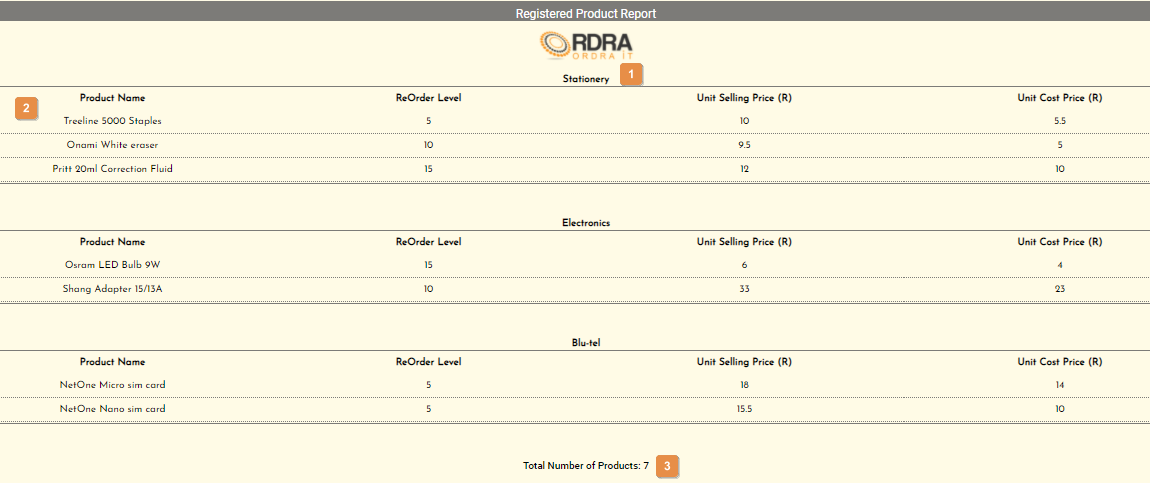 Registered Product Report
RDRA
ORDRA IT
Stationery 1
2 Product Name ReOrder Level Unit Selling Price (R) Unit Cost Price (R)
Treeline 5000 Staples 5 10 5.5
Onami White eraser 10 9.5 5
Pritt 20ml Correction Fluid 15 12 10
Electronics
Product Name ReOrder Level Unit Selling Price (R) Unit Cost Price (R)
Osram LED Bulb 9W 15 6 4
Shang Adapter 15/13A 10 33 23
Blu-tel
Product Name ReOrder Level Unit Selling Price (R) Unit Cost Price (R)
NetOne Micro sim card 5 18 14
NetOne Nano sim card 5 15.5 10
Total Number of Products: 7 3